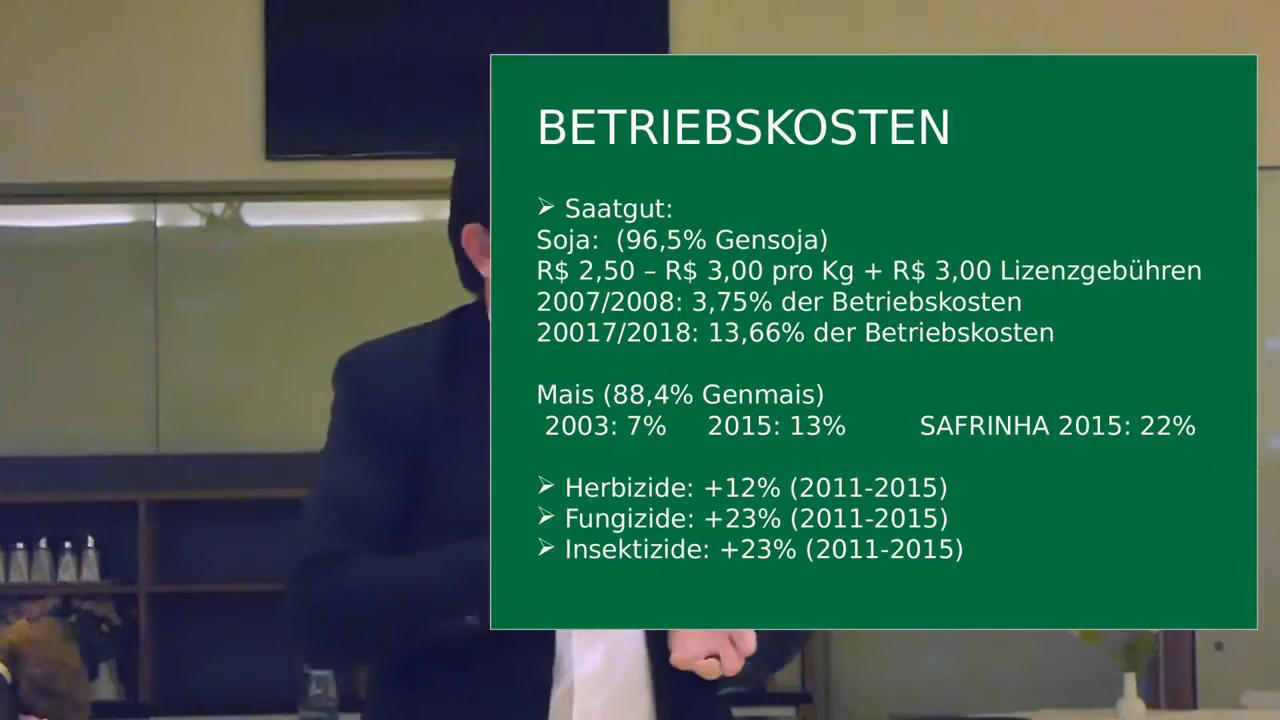 BETRIEBSKOSTEN
➢ Saatgut:
Soja:  (96,5% Gensoja)
R$ 2,50 – R$ 3,00 pro Kg + R$ 3,00 Lizenzgebühren
2007/2008: 3,75% der Betriebskosten
20017/2018: 13,66% der Betriebskosten
Mais (88,4% Genmais)
2003: 7%     2015: 13%          SAFRINHA 2015: 22%
➢ Herbizide: +12% (2011-2015)
➢ Fungizide: +23% (2011-2015)
➢ Insektizide: +23% (2011-2015)